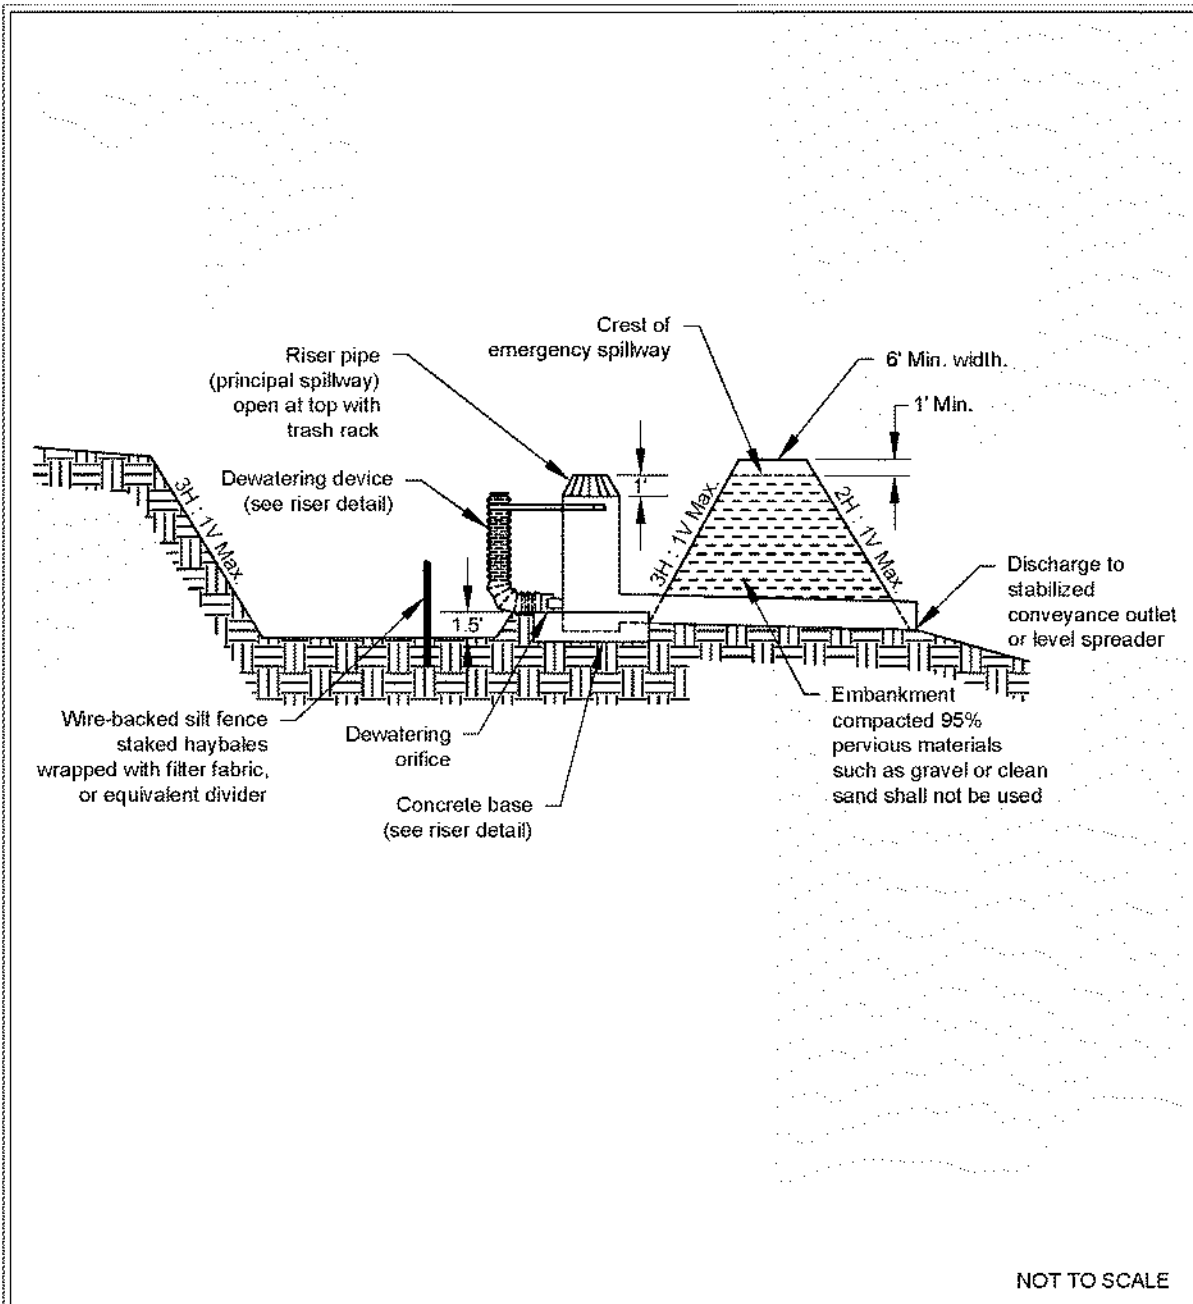 Crest of
emergency spillway
Riser pipe
(principal spillway)
open at top with
trash rack
6' Min. width.
1' Min.
Dewatering device
(see riser detail)
1'
3H : 1V Max.
3H : 1V Max.
2H : 1V Max.
1.5'
Discharge to
stabilized
conveyance outlet
or level spreader
Wire-backed silt fence
staked haybales
wrapped with filter fabric,
or equivalent divider
Dewatering
orifice
Concrete base
(see riser detail)
Embankment
compacted 95%
pervious materials
such as gravel or clean
sand shall not be used
NOT TO SCALE